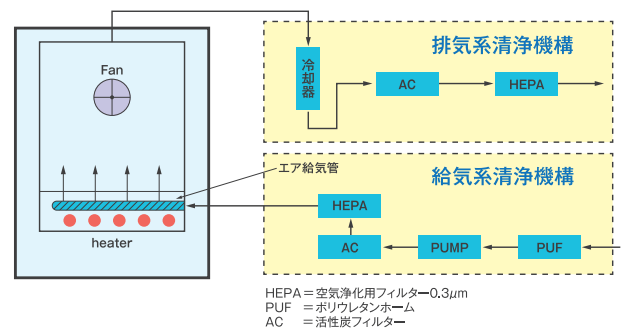 Fan
heater
エア給気管
排気系清浄機構
冷却器
AC
HEPA
給気系清浄機構
HEPA
AC
PUMP
PUF
HEPA＝空気浄化用フィルター0.3μm
PUF ＝ポリウレタンホーム
AC ＝活性炭フィルター